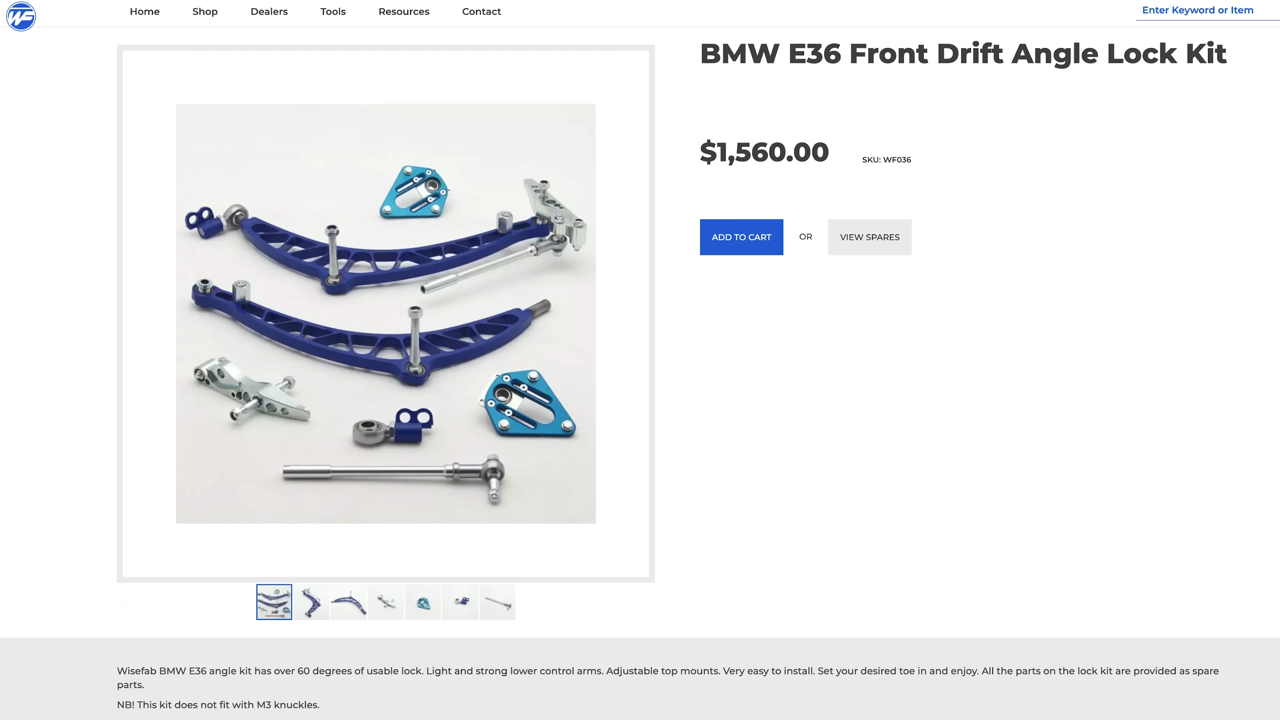 WF
Home
Shop
Dealers
Tools
Resources
Contact
Enter Keyword or Item
BMW E36 Front Drift Angle Lock Kit
$1,560.00
SKU: WF036
ADD TO CART
OR
VIEW SPARES
Wisefab BMW E36 angle kit has over 60 degrees of usable lock. Light and strong lower control arms. Adjustable top mounts. Very easy to install. Set your desired toe in and enjoy. All the parts on the lock kit are provided as spare
parts.
NB! This kit does not fit with M3 knuckles.